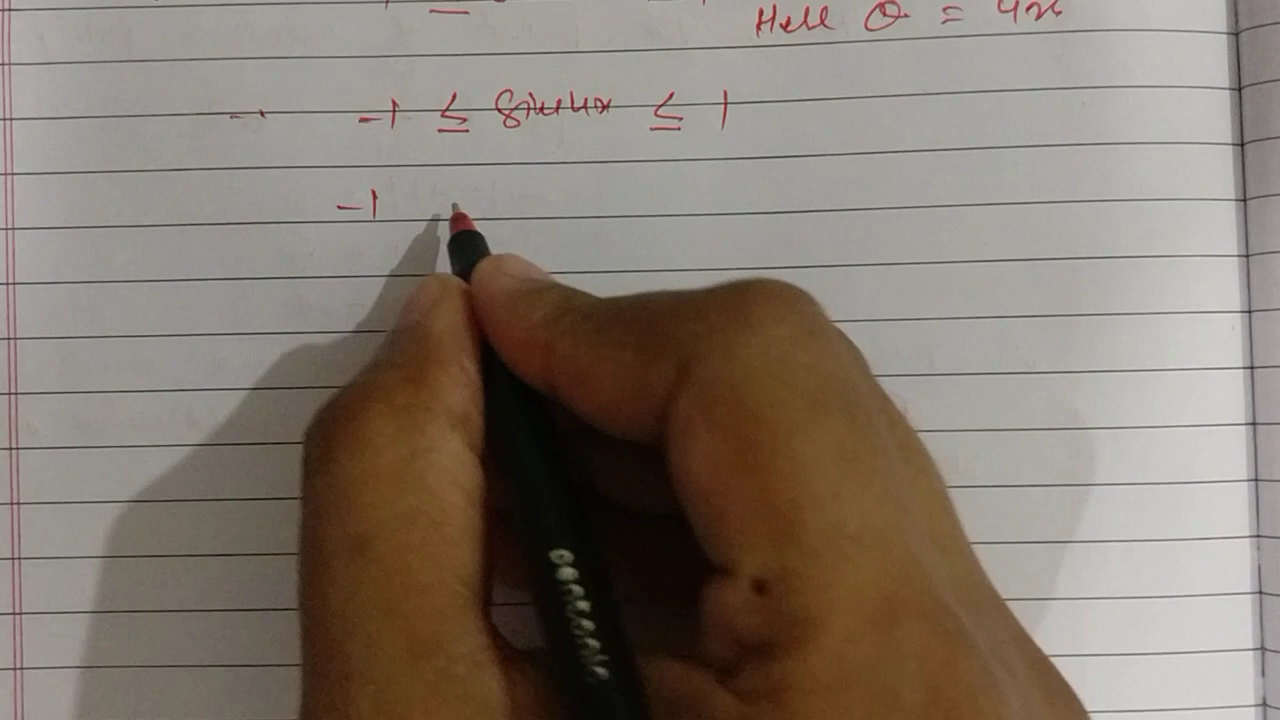 Here θ = 4x
-1 ≤ Sin4x ≤ 1
-1